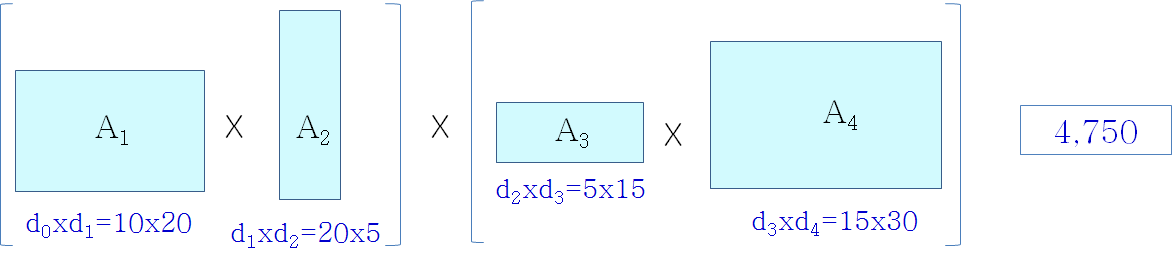 A₁ X A₂ X A₃ X A₄ 4,750
d₀xd₁=10x20 d₁xd₂=20x5 d₂xd₃=5x15 d₃xd₄=15x30